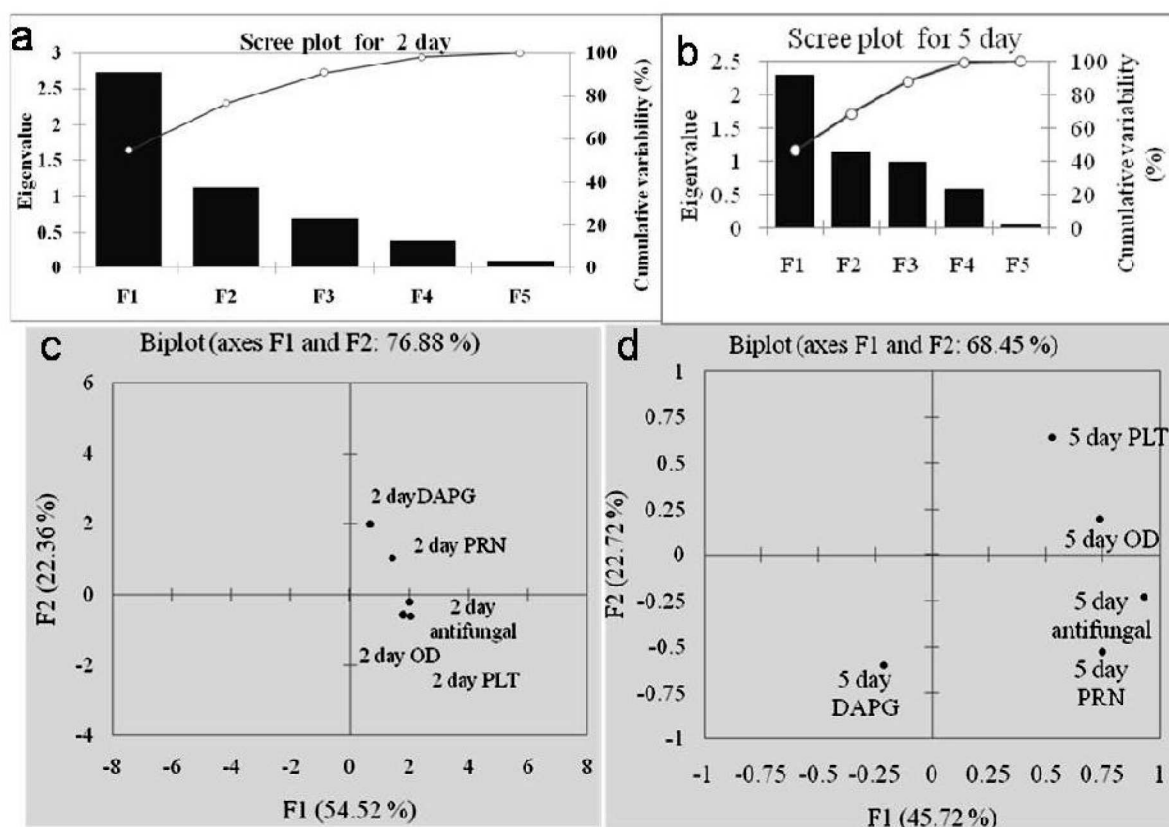 a
Scree plot for 2 day
3
2.5
2
1.5
1
0.5
0
Eigenvalue
100
80
60
40
20
0
Cumulative variability (%)
F1 F2 F3 F4 F5
b
Scree plot for 5 day
2.5
2
1.5
1
0.5
0
Eigenvalue
100
80
60
40
20
0
Cumulative variability
(%)
F1 F2 F3 F4 F5
c
Biplot (axes F1 and F2: 76.88 %)
6
4
2
0
-2
-4
F2 (22.36 %)
2 dayDAPG
2 day PRN
2 day
antifungal
2 day OD
2 day PLT
-8 -6 -4 -2 0 2 4 6 8
F1 (54.52 %)
d
Biplot (axes F1 and F2: 68.45 %)
1
0.75
0.5
0.25
0
-0.25
-0.5
-0.75
-1
F2 (22.72 %)
5 day PLT
5 day OD
5 day
antifungal
5 day
PRN
5 day
DAPG
-1 -0.75 -0.5 -0.25 0 0.25 0.5 0.75 1
F1 (45.72 %)